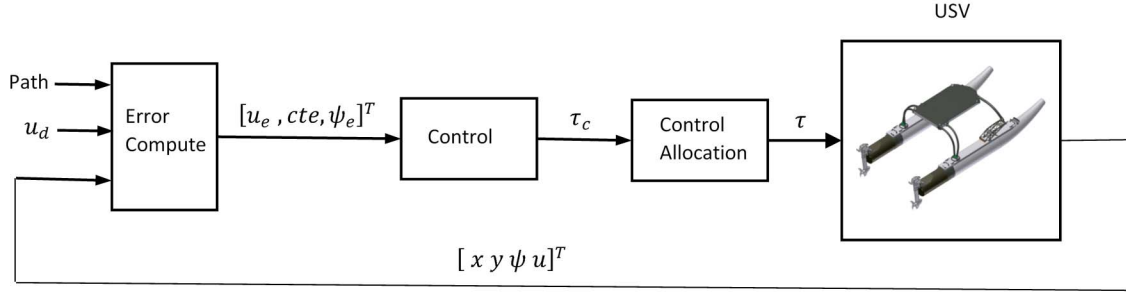 USV
Path
u_d
Error
Compute
[u_e , cte, ψ_e]^T
Control
τ_c
Control
Allocation
τ
[ x y ψ u]^T